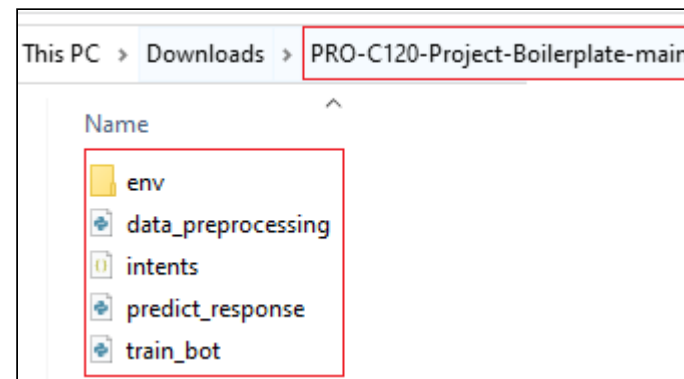 This PC > Downloads > PRO-C120-Project-Boilerplate-main
Name
env
data_preprocessing
intents
predict_response
train_bot